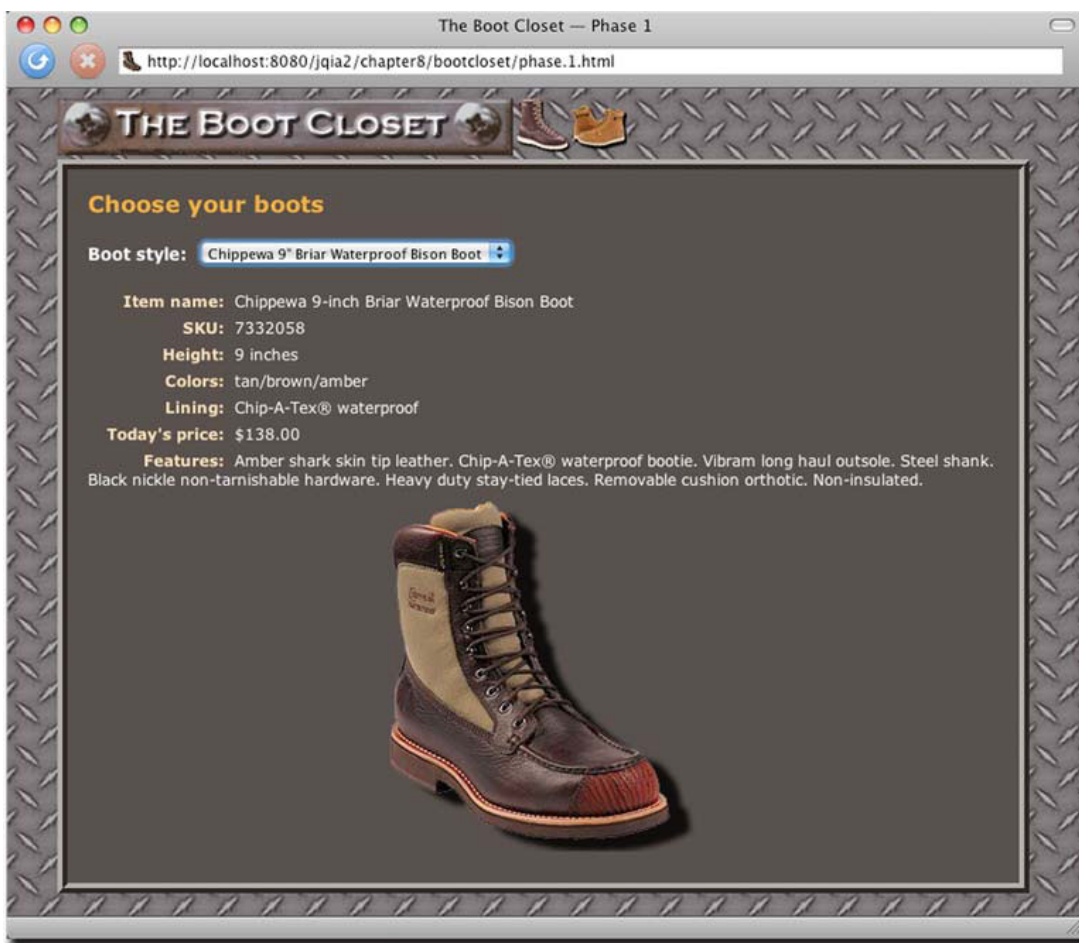 The Boot Closet — Phase 1
http://localhost:8080/jqia2/chapter8/bootcloset/phase.1.html
THE BOOT CLOSET
Choose your boots
Boot style: Chippewa 9" Briar Waterproof Bison Boot
Item name: Chippewa 9-inch Briar Waterproof Bison Boot
SKU: 7332058
Height: 9 inches
Colors: tan/brown/amber
Lining: Chip-A-Tex® waterproof
Today's price: $138.00
Features: Amber shark skin tip leather. Chip-A-Tex® waterproof bootie. Vibram long haul outsole. Steel shank.
Black nickle non-tarnishable hardware. Heavy duty stay-tied laces. Removable cushion orthotic. Non-insulated.